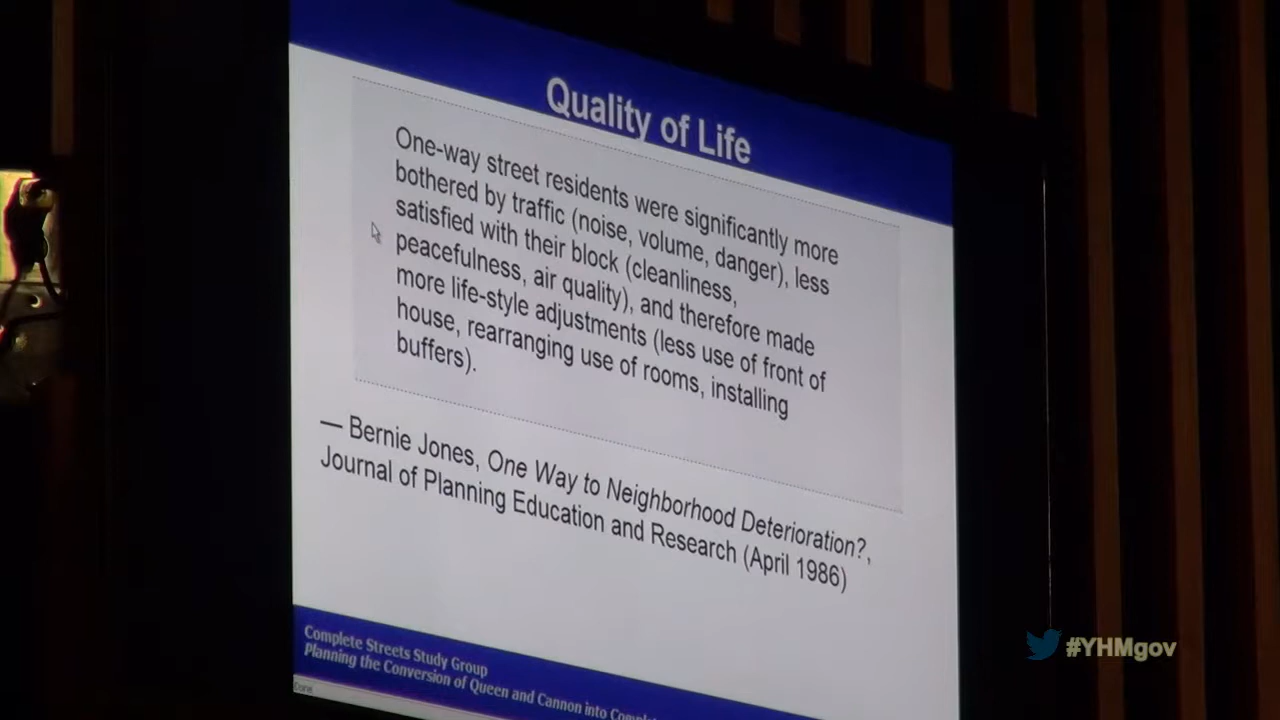 Quality of Life
One-way street residents were significantly more
bothered by traffic (noise, volume, danger), less
satisfied with their block (cleanliness,
peacefulness, air quality), and therefore made
more life-style adjustments (less use of front of
house, rearranging use of rooms, installing
buffers).
— Bernie Jones, One Way to Neighborhood Deterioration?,
Journal of Planning Education and Research (April 1986)
Complete Streets Study Group
Planning the Conversion of Queen and Cannon into
Done
#YHMgov